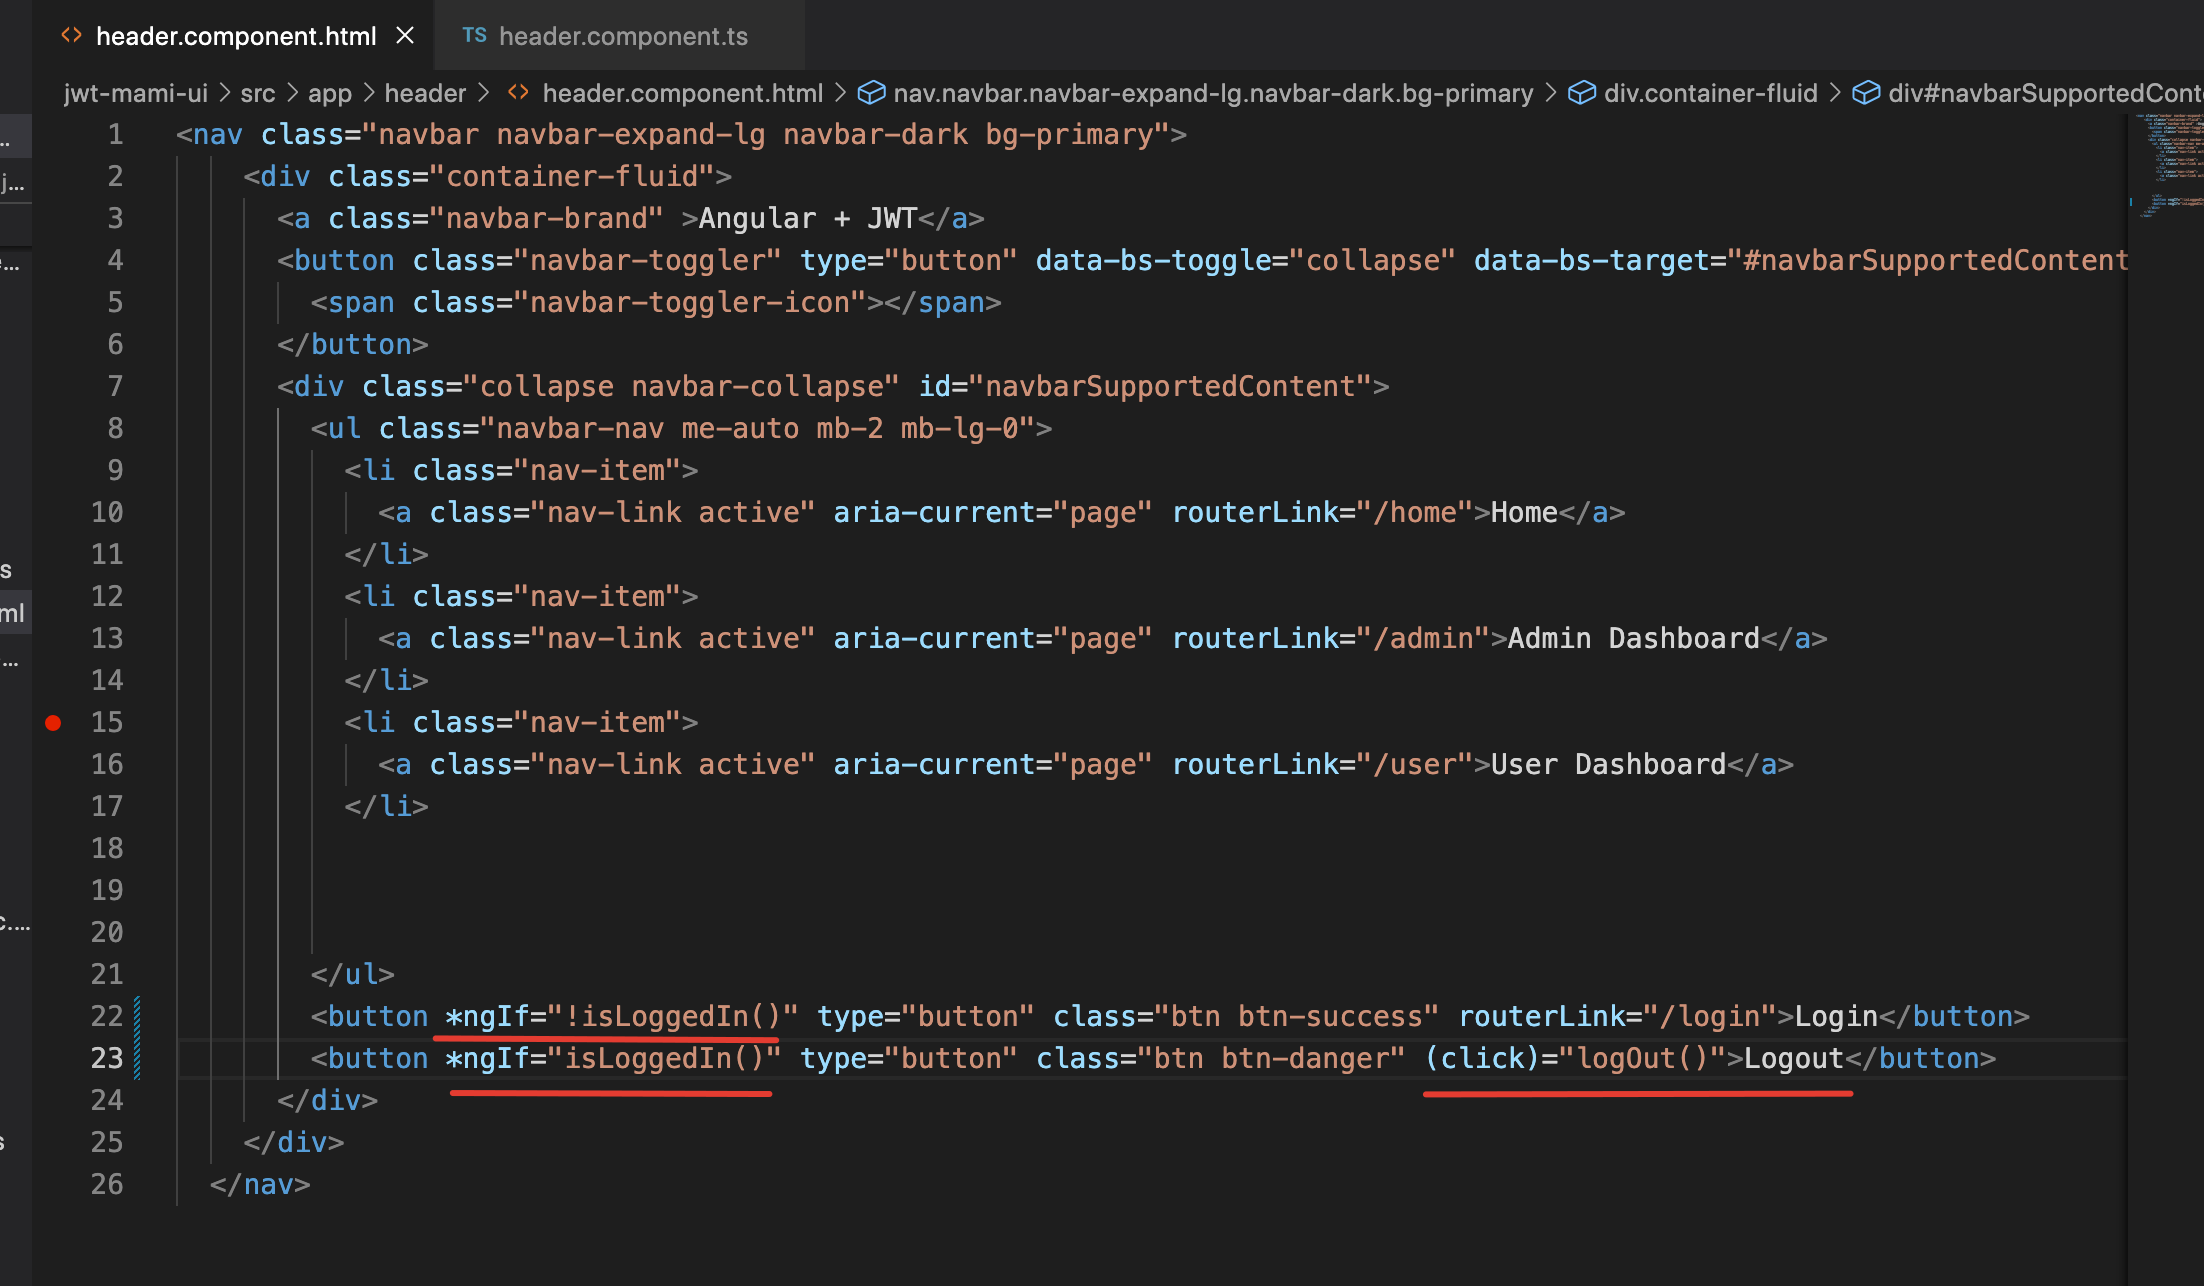 header.component.html
TS header.component.ts
jwt-mami-ui > src > app > header > <> header.component.html > nav.navbar.navbar-expand-lg.navbar-dark.bg-primary > div.container-fluid > div#navbarSupportedCont
1 <nav class="navbar navbar-expand-lg navbar-dark bg-primary">
2 <div class="container-fluid">
3 <a class="navbar-brand" >Angular + JWT</a>
4 <button class="navbar-toggler" type="button" data-bs-toggle="collapse" data-bs-target="#navbarSupportedContent
5 <span class="navbar-toggler-icon"></span>
6 </button>
7 <div class="collapse navbar-collapse" id="navbarSupportedContent">
8 <ul class="navbar-nav me-auto mb-2 mb-lg-0">
9 <li class="nav-item">
10 <a class="nav-link active" aria-current="page" routerLink="/home">Home</a>
11 </li>
12 <li class="nav-item">
13 <a class="nav-link active" aria-current="page" routerLink="/admin">Admin Dashboard</a>
14 </li>
15 <li class="nav-item">
16 <a class="nav-link active" aria-current="page" routerLink="/user">User Dashboard</a>
17 </li>
18
19
20
21 </ul>
22 <button *ngIf="!isLoggedIn()" type="button" class="btn btn-success" routerLink="/login">Login</button>
23 <button *ngIf="isLoggedIn()" type="button" class="btn btn-danger" (click)="logOut()">Logout</button>
24 </div>
25 </div>
26 </nav>